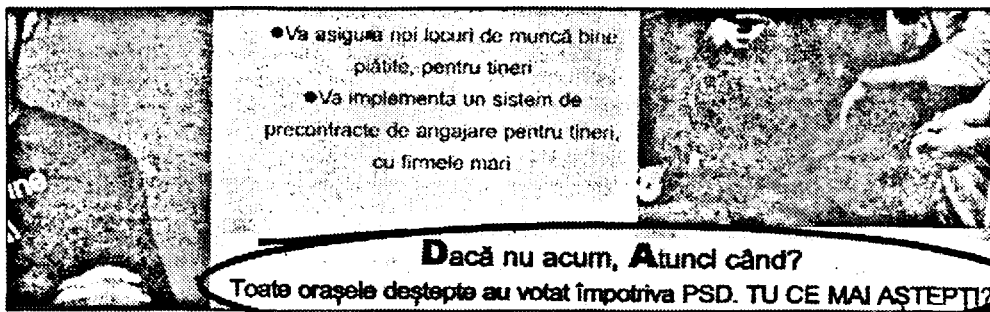 ●Va asigura noi locuri de muncă bine
plătite, pentru tineri
●Va implementa un sistem de
precontracte de angajare pentru tineri,
cu firmele mari
Dacă nu acum, Atunci când?
Toate orașele deștepte au votat împotriva PSD. TU CE MAI AȘTEPȚI?